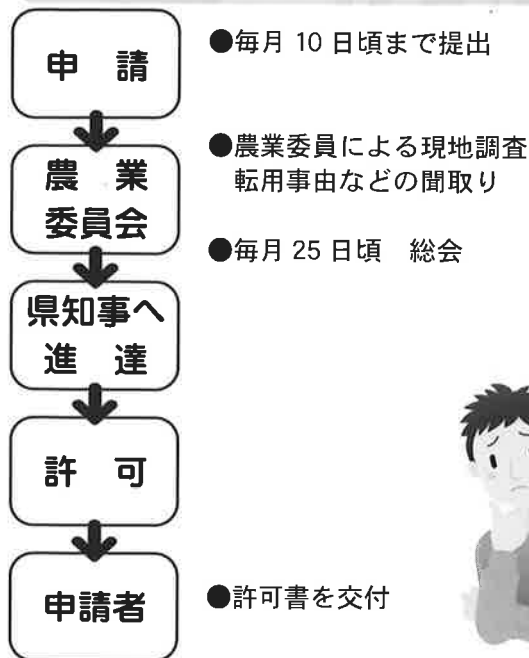 申 請
●毎月 10 日頃まで提出
農 業
委員会
●農業委員による現地調査
転用事由などの聞取り
●毎月 25 日頃 総会
県知事へ
進 達
許 可
申請者
●許可書を交付